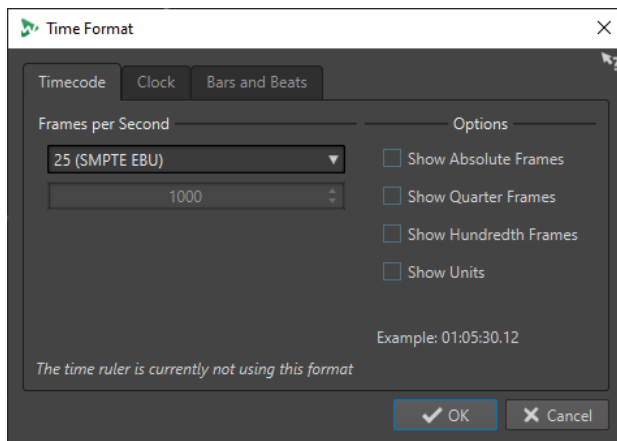 Time Format
Timecode
Clock
Bars and Beats
Frames per Second
25 (SMPTE EBU)
1000
Options
Show Absolute Frames
Show Quarter Frames
Show Hundredth Frames
Show Units
Example: 01:05:30.12
The time ruler is currently not using this format
OK
Cancel